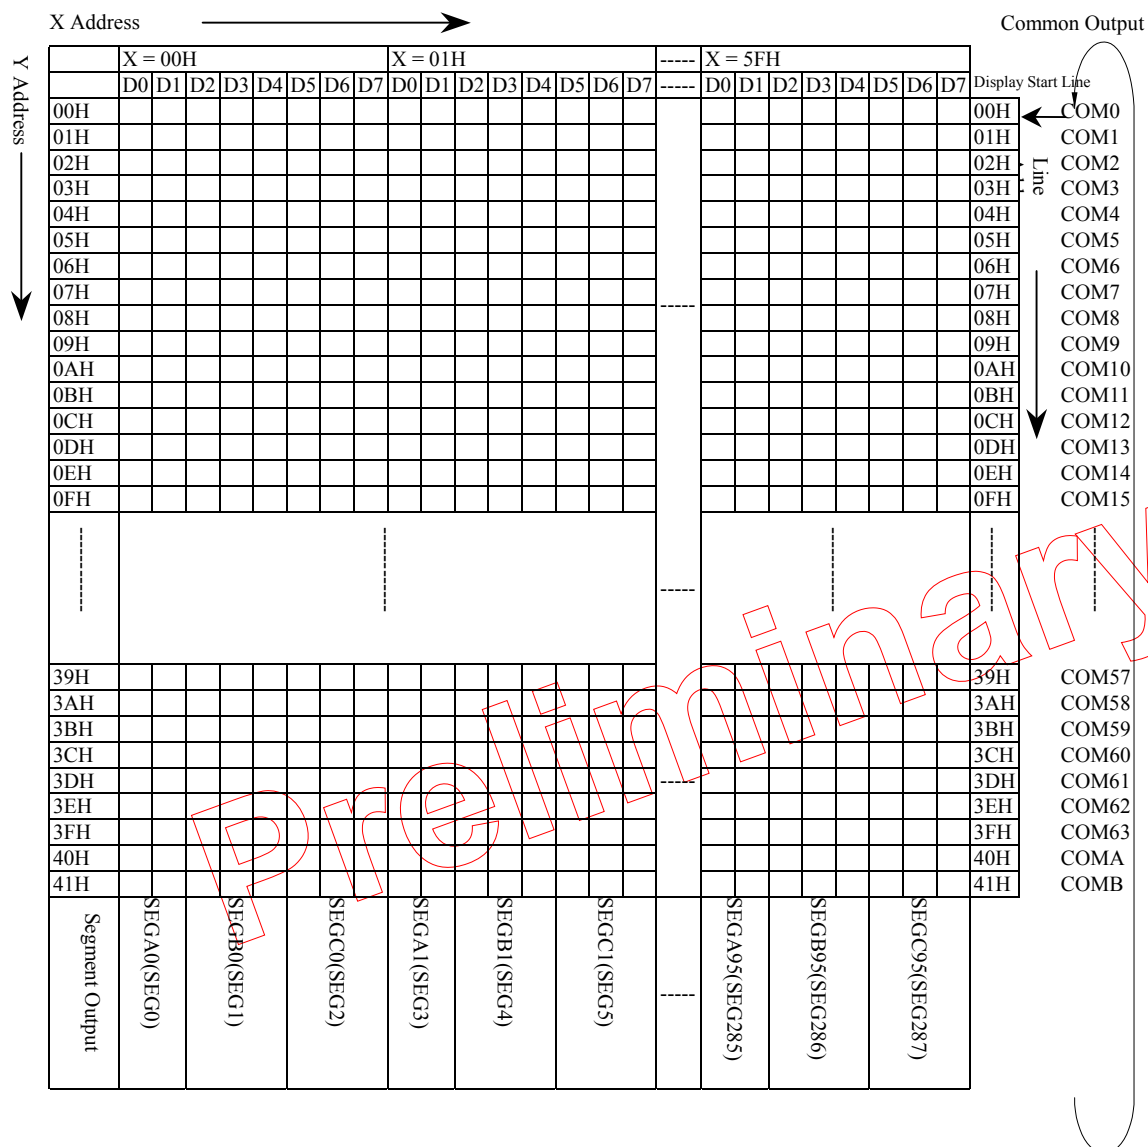 X Address
Common Output
Y Address
X = 00H X = 01H ----- X = 5FH
D0 D1 D2 D3 D4 D5 D6 D7 D0 D1 D2 D3 D4 D5 D6 D7 ----- D0 D1 D2 D3 D4 D5 D6 D7 Display Start Line
00H 00H COM0
01H 01H COM1
02H 02H COM2
03H 03H COM3
Line
04H 04H COM4
05H 05H COM5
06H 06H COM6
07H 07H COM7
-----
08H 08H COM8
09H 09H COM9
0AH 0AH COM10
0BH 0BH COM11
0CH 0CH COM12
0DH 0DH COM13
0EH 0EH COM14
0FH 0FH COM15
-----
39H 39H COM57
3AH 3AH COM58
3BH 3BH COM59
3CH 3CH COM60
3DH ----- 3DH COM61
3EH 3EH COM62
3FH 3FH COM63
40H 40H COMA
41H 41H COMB
Segment Output
SEGA0(SEG0)
SEGB0(SEG1)
SEGC0(SEG2)
SEGA1(SEG3)
SEGB1(SEG4)
SEGC1(SEG5)
-----
SEGA95(SEG285)
SEGB95(SEG286)
SEGC95(SEG287)
Preliminary